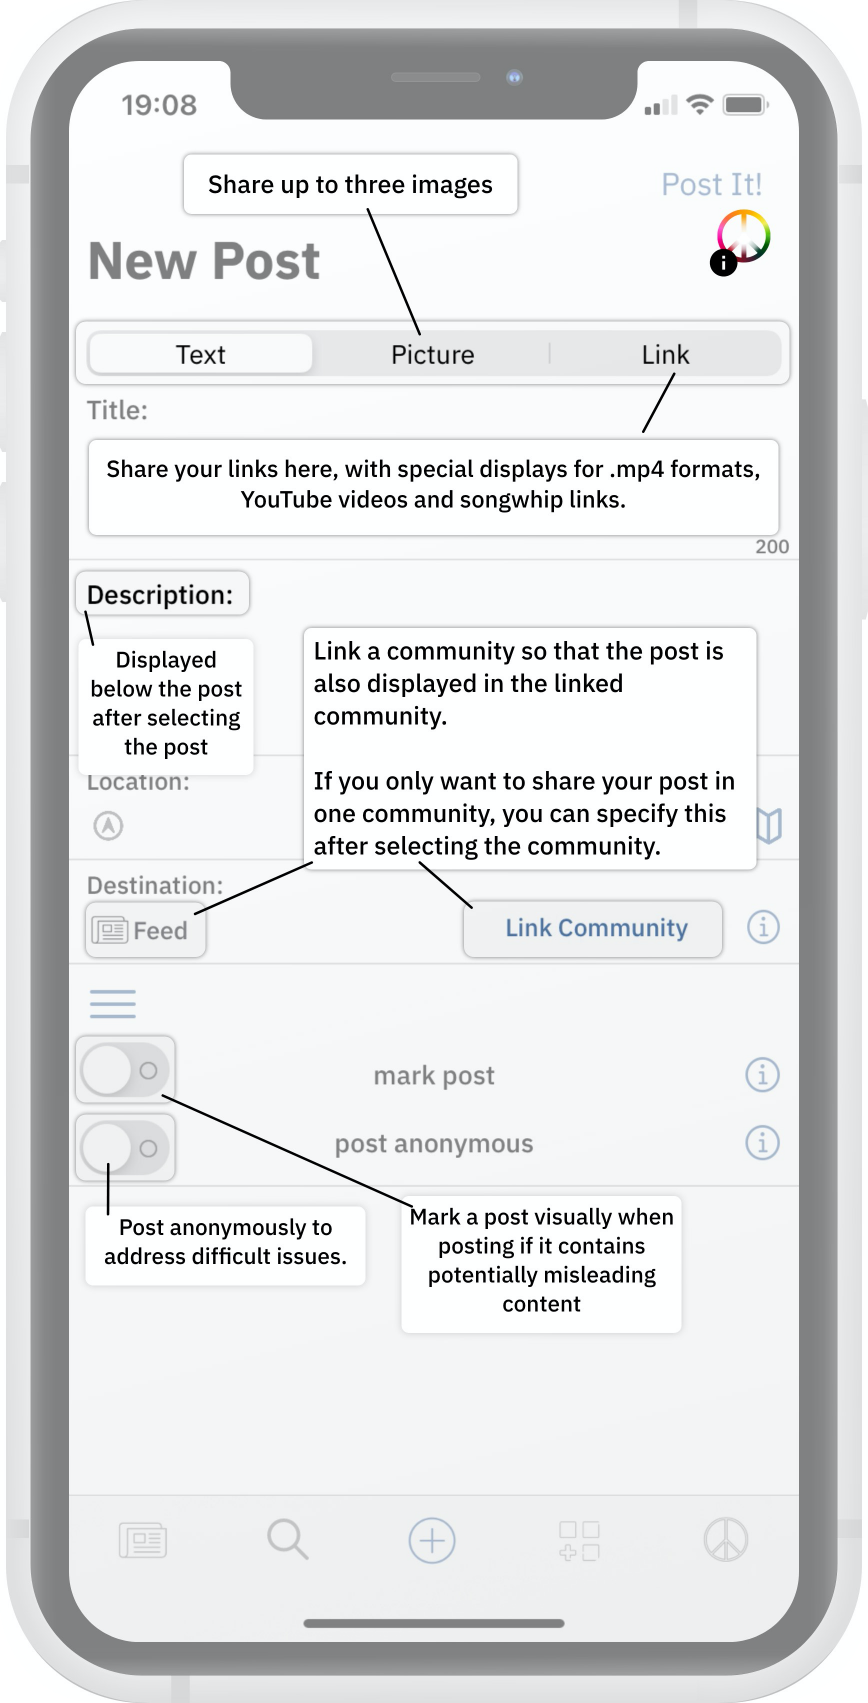 19:08
Share up to three images
Post It!
New Post
i
Text Picture Link
Title:
Share your links here, with special displays for .mp4 formats,
YouTube videos and songwhip links.
200
Description:
Displayed
below the post
after selecting
the post
Link a community so that the post is
also displayed in the linked
community.
If you only want to share your post in
one community, you can specify this
after selecting the community.
Location:
Destination:
Feed Link Community i
mark post i
post anonymous i
Post anonymously to
address difficult issues.
Mark a post visually when
posting if it contains
potentially misleading
content